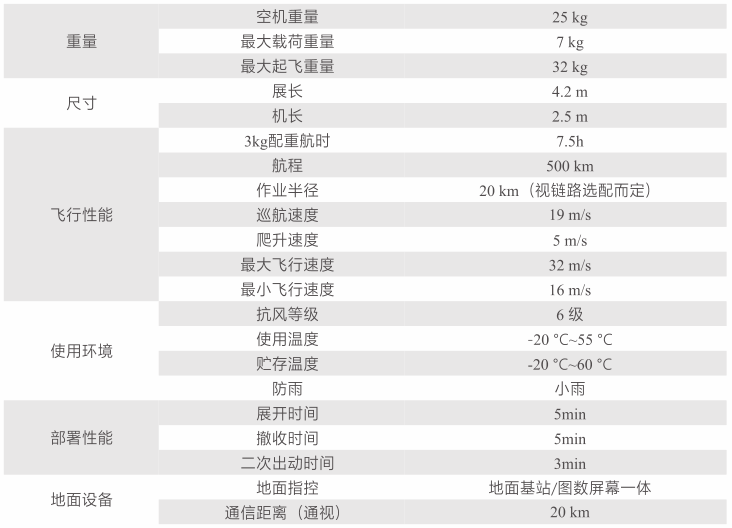 重量
空机重量 25 kg
最大载荷重量 7 kg
最大起飞重量 32 kg
尺寸
展长 4.2 m
机长 2.5 m
飞行性能
3kg配重航时 7.5h
航程 500 km
作业半径 20 km（视链路选配而定）
巡航速度 19 m/s
爬升速度 5 m/s
最大飞行速度 32 m/s
最小飞行速度 16 m/s
使用环境
抗风等级 6 级
使用温度 -20 °C~55 °C
贮存温度 -20 °C~60 °C
防雨 小雨
部署性能
展开时间 5min
撤收时间 5min
二次出动时间 3min
地面设备
地面指控 地面基站/图数屏幕一体
通信距离（通视） 20 km